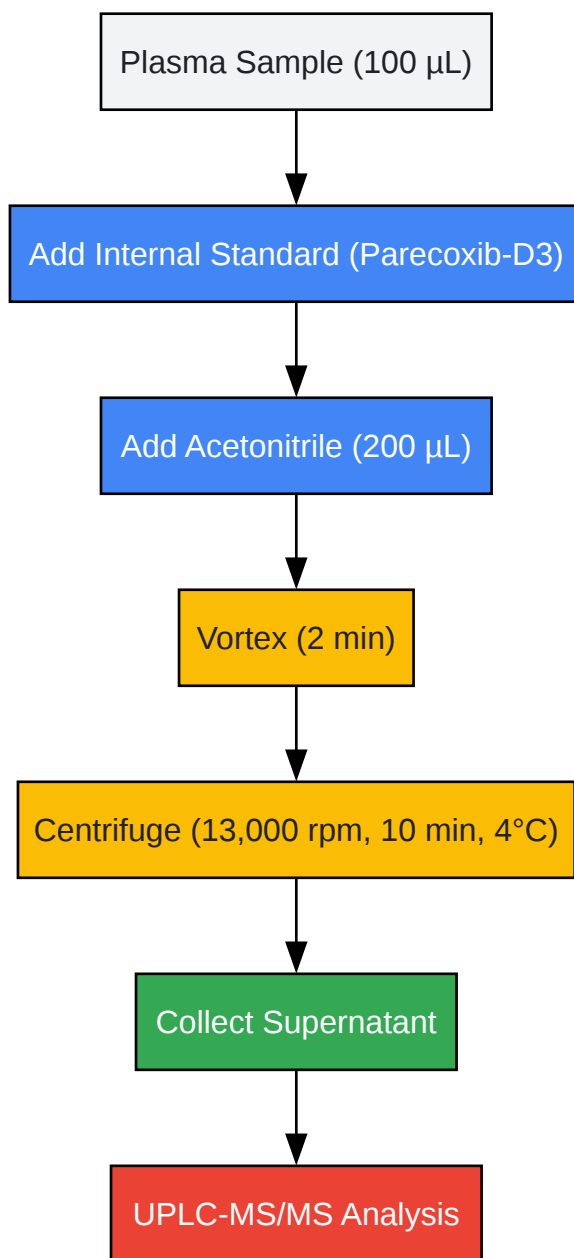 Plasma Sample (100 µL)
Add Internal Standard (Parecoxib-D3)
Add Acetonitrile (200 µL)
Vortex (2 min)
Centrifuge (13,000 rpm, 10 min, 4°C)
Collect Supernatant
UPLC-MS/MS Analysis